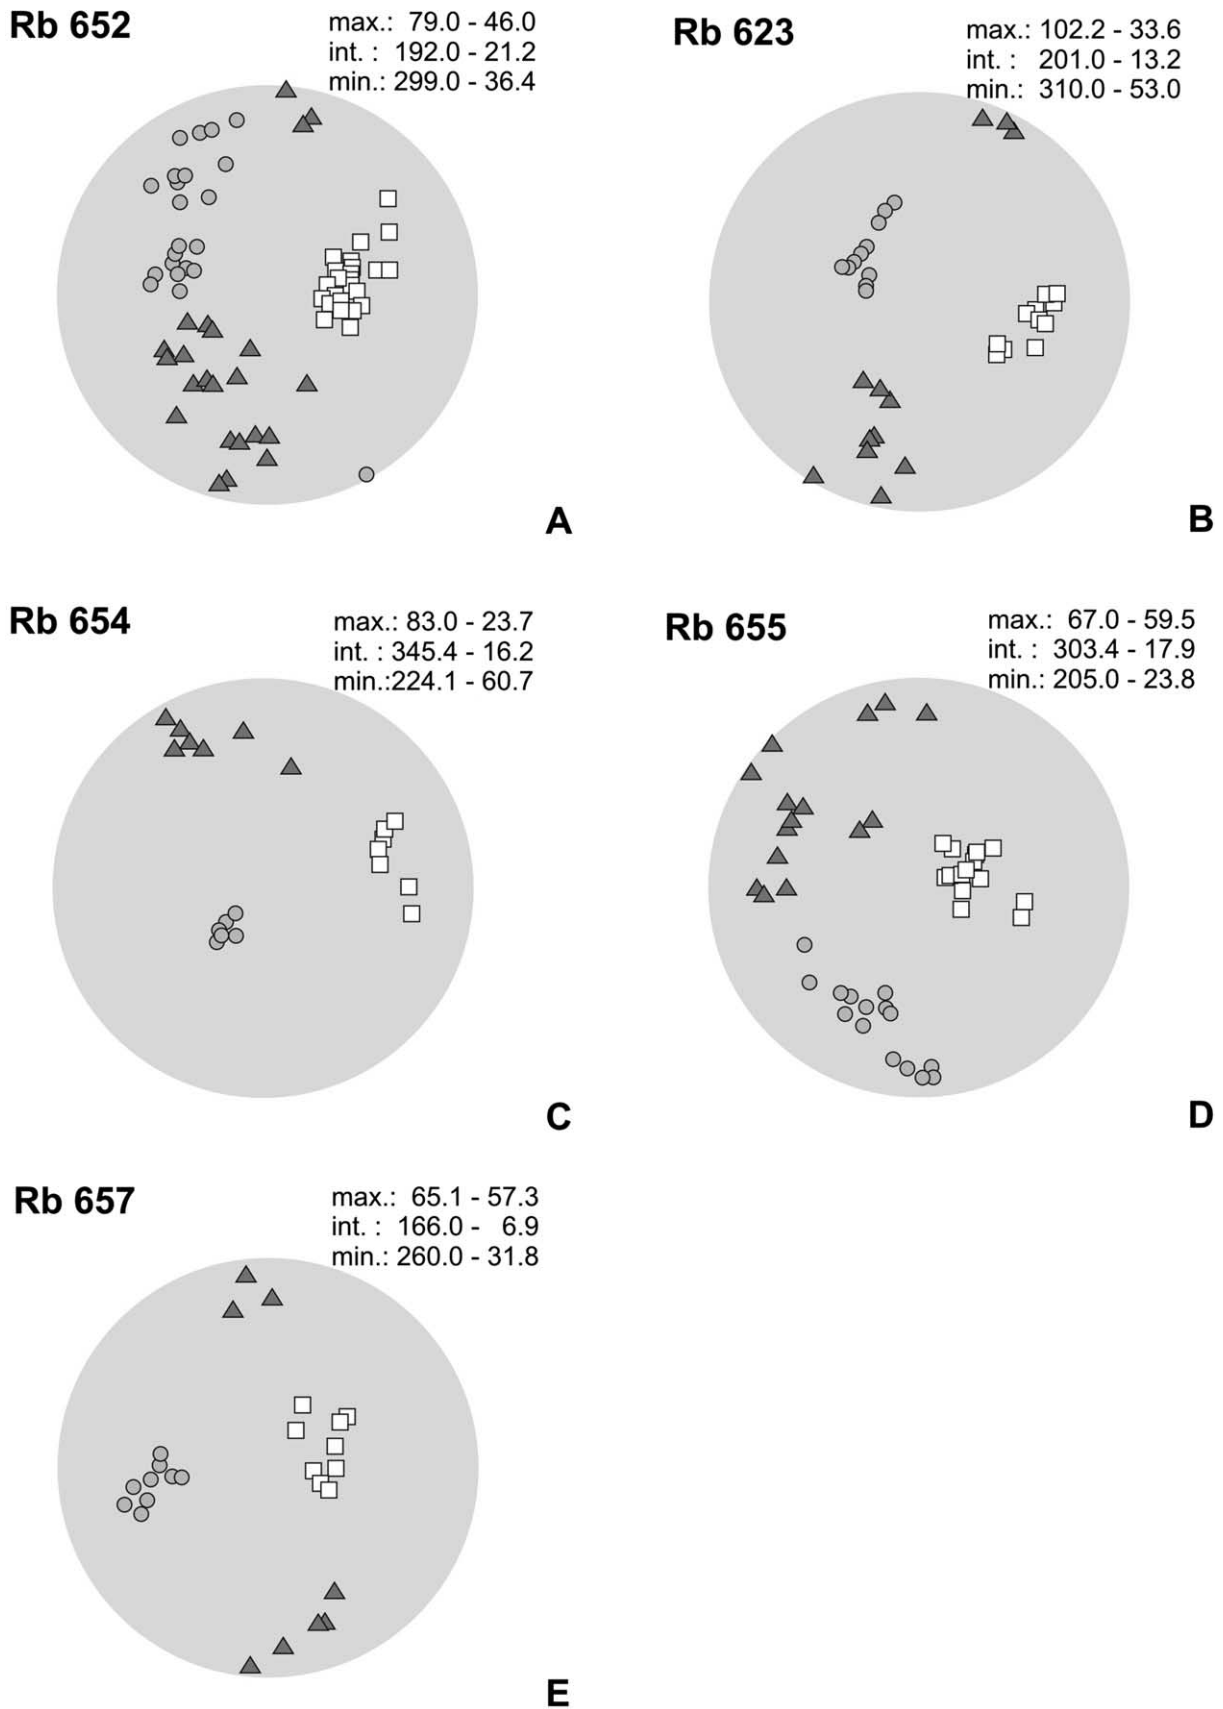 Rb 652
max.: 79.0 - 46.0
int. : 192.0 - 21.2
min.: 299.0 - 36.4
A
Rb 623
max.: 102.2 - 33.6
int. : 201.0 - 13.2
min.: 310.0 - 53.0
B
Rb 654
max.: 83.0 - 23.7
int. : 345.4 - 16.2
min.:224.1 - 60.7
C
Rb 655
max.: 67.0 - 59.5
int. : 303.4 - 17.9
min.: 205.0 - 23.8
D
Rb 657
max.: 65.1 - 57.3
int. : 166.0 - 6.9
min.: 260.0 - 31.8
E